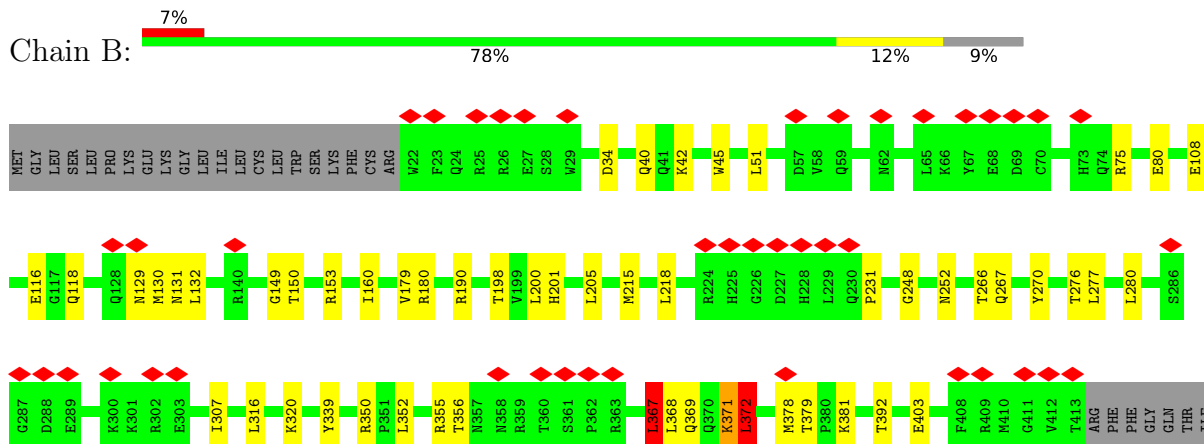 7%
Chain B:
78% 12% 9%
MET GLY LEU SER LEU PRO LYS GLU LYS GLY LEU ILE LEU CYS LEU TRP SER LYS PHE CYS ARG W22 F23 Q24 R25 R26 E27 S28 W29 D34 Q40 Q41 K42 W45 L51 D57 V58 Q59 N62 L65 K66 Y67 E68 D69 C70 H73 Q74 R75 E80 E108
E116 G117 Q118 Q128 N129 M130 N131 L132 R140 G149 T150 R153 I160 V179 R180 R190 T198 V199 L200 H201 L205 M215 L218 R224 H225 G226 D227 H228 L229 Q230 P231 G248 N252 T266 Q267 Y270 T276 L277 L280 S286
G287 D288 E289 K300 K301 R302 E303 I307 L316 K320 Y339 R350 P351 L352 R355 T356 N357 N358 R359 T360 S361 P362 R363 L367 L368 Q369 Q370 K371 L372 M378 T379 P380 K381 T392 E403 F408 R409 M410 G411 V412 T413 ARG PHE PHE GLY GLN THR